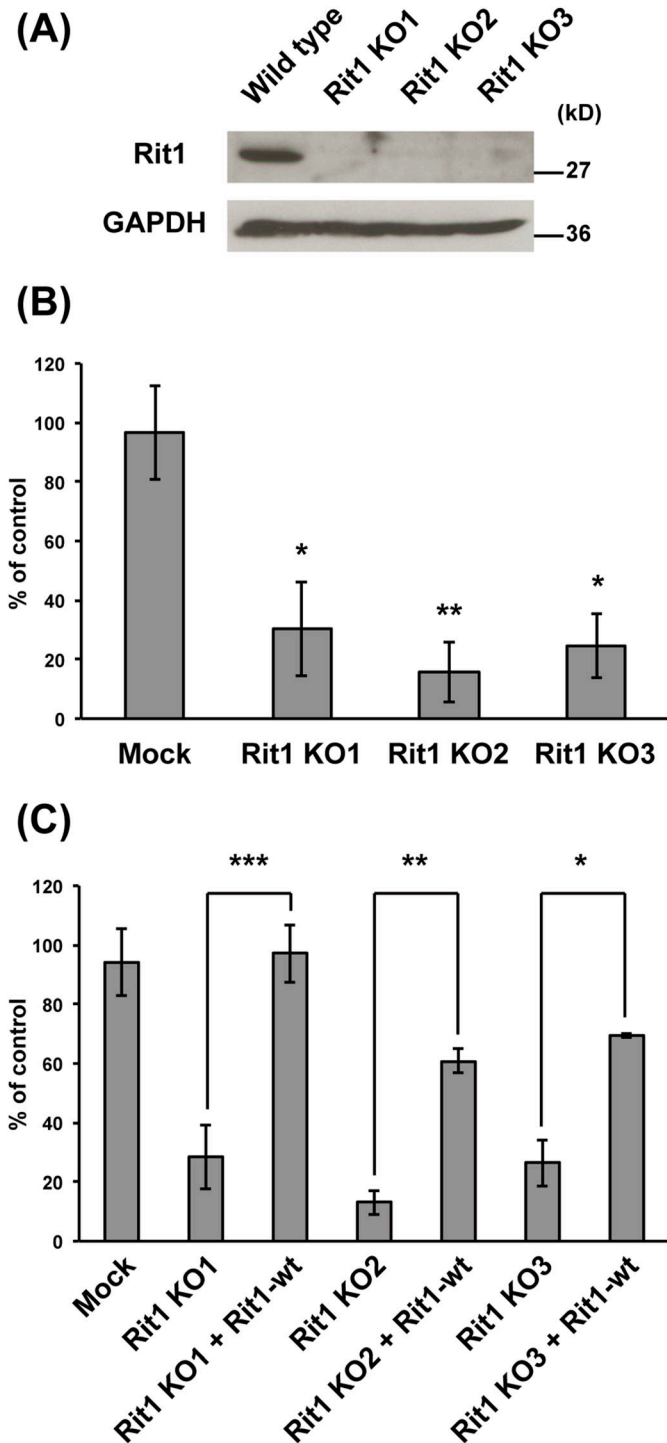 (A)
Wild type
Rit1 KO1
Rit1 KO2
Rit1 KO3
(kD)
Rit1
27
GAPDH
36
(B)
% of control
120
100
80
60
40
20
0
*
**
*
Mock
Rit1 KO1
Rit1 KO2
Rit1 KO3
(C)
% of control
120
100
80
60
40
20
0
***
**
*
Mock
Rit1 KO1
Rit1 KO1 + Rit1-wt
Rit1 KO2
Rit1 KO2 + Rit1-wt
Rit1 KO3
Rit1 KO3 + Rit1-wt